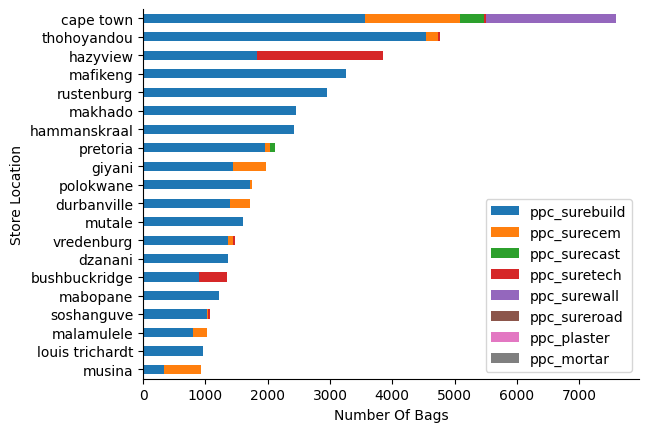 cape town
thohoyandou
hazyview
mafikeng
rustenburg
makhado
hammanskraal
pretoria
giyani
polokwane
durbanville
mutale
vredenburg
dzanani
bushbuckridge
mabopane
soshanguve
malamulele
louis trichardt
musina
Store Location
ppc_surebuild
ppc_surecem
ppc_surecast
ppc_suretech
ppc_surewall
ppc_sureroad
ppc_plaster
ppc_mortar
0 1000 2000 3000 4000 5000 6000 7000
Number Of Bags